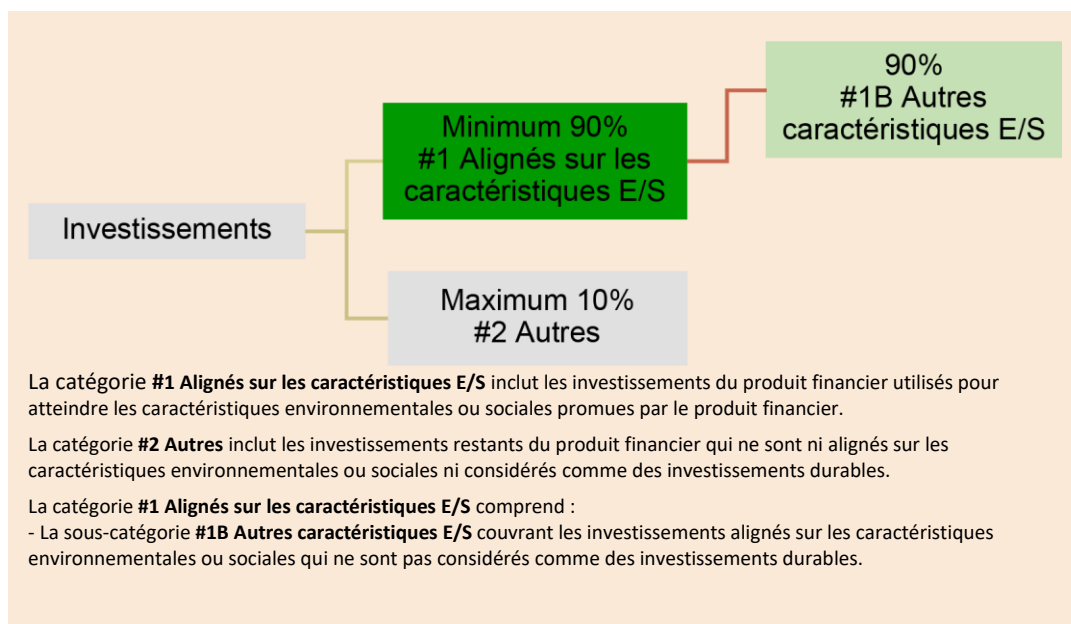 90%
#1B Autres
caractéristiques E/S
Minimum 90%
#1 Alignés sur les
caractéristiques E/S
Investissements
Maximum 10%
#2 Autres
La catégorie #1 Alignés sur les caractéristiques E/S inclut les investissements du produit financier utilisés pour
atteindre les caractéristiques environnementales ou sociales promues par le produit financier.
La catégorie #2 Autres inclut les investissements restants du produit financier qui ne sont ni alignés sur les
caractéristiques environnementales ou sociales ni considérés comme des investissements durables.
La catégorie #1 Alignés sur les caractéristiques E/S comprend :
- La sous-catégorie #1B Autres caractéristiques E/S couvrant les investissements alignés sur les caractéristiques
environnementales ou sociales qui ne sont pas considérés comme des investissements durables.